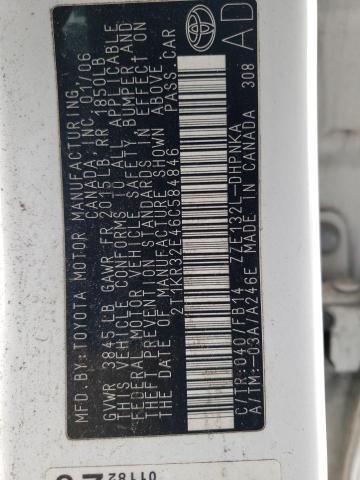 MFD BY: TOYOTA MOTOR MANUFACTURING
CANADA, INC. 01/06
GVWR 3845LB GAWR FR 2015LB RR 1850LB
THIS VEHICLE CONFORMS TO ALL APPLICABLE
FEDERAL MOTOR VEHICLE SAFETY, BUMPER AND
THEFT PREVENTION STANDARDS IN EFFECT ON
THE DATE OF MANUFACTURE SHOWN ABOVE.
2T1KR32E46C584846 PASS.CAR
C/TR:040/FB14 ZZE132L-DHPNKA
A/TM:-03A/A246E MADE IN CANADA 308
TOYOTA
AD
01182